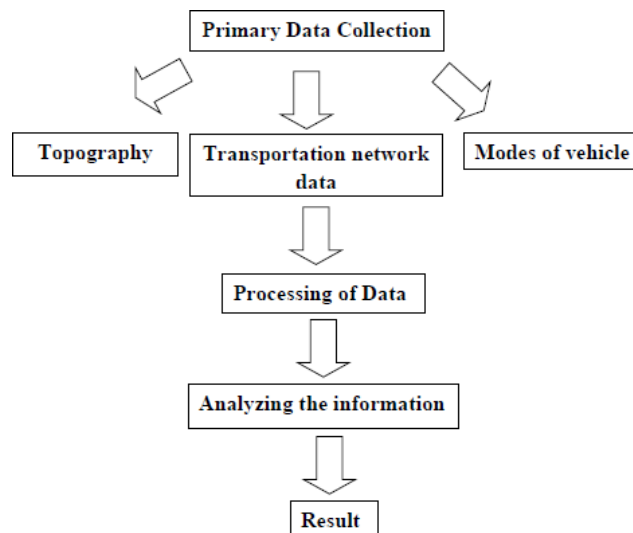 Primary Data Collection
Topography
Transportation network
data
Modes of vehicle
Processing of Data
Analyzing the information
Result